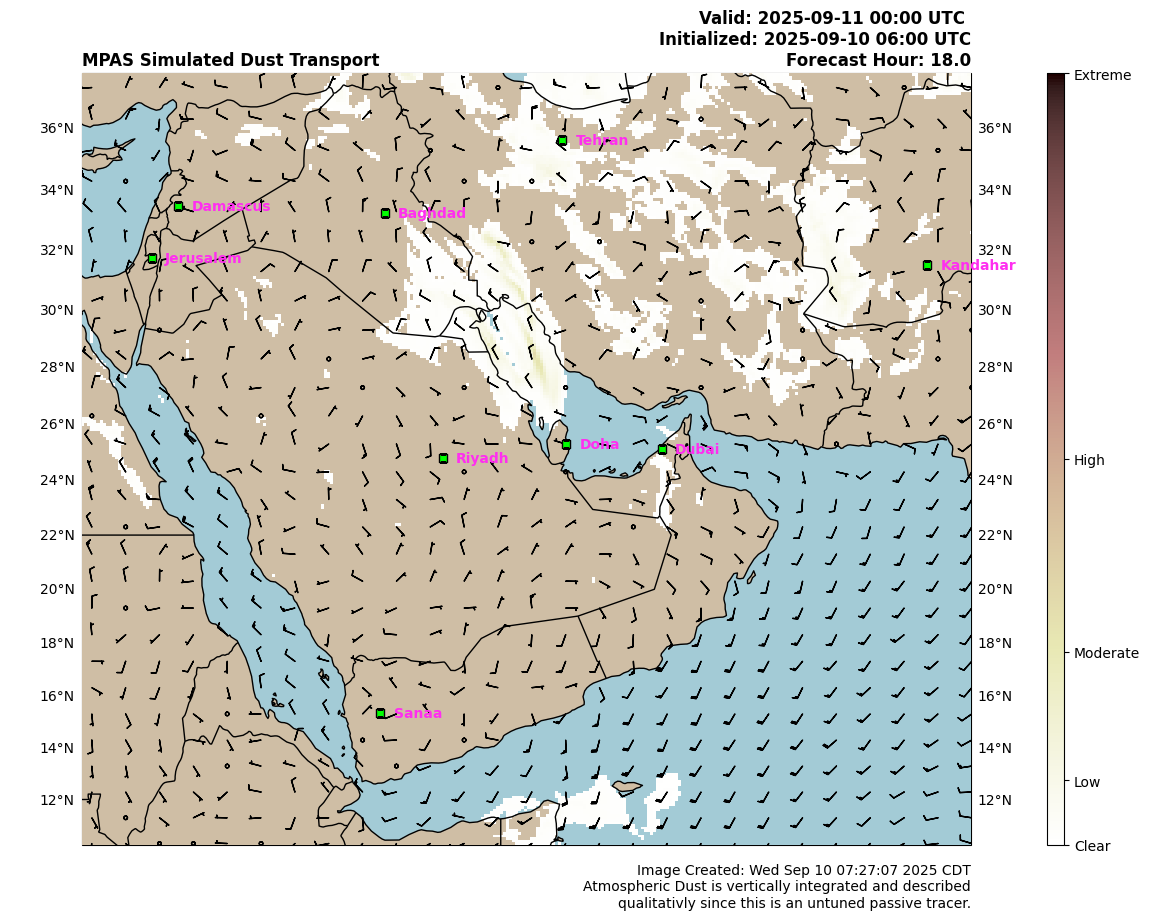 Valid: 2025-09-11 00:00 UTC
Initialized: 2025-09-10 06:00 UTC
MPAS Simulated Dust Transport
Forecast Hour: 18.0
Extreme
36°N
36°N
Tehran
34°N
34°N
Damascus
Baghdad
32°N
32°N
Jerusalem
Kandahar
30°N
30°N
28°N
28°N
26°N
26°N
Doha
Dubai
Riyadh
High
24°N
24°N
22°N
22°N
20°N
20°N
18°N
18°N
Moderate
16°N
16°N
Sanaa
14°N
14°N
Low
12°N
12°N
Clear
Image Created: Wed Sep 10 07:27:07 2025 CDT
Atmospheric Dust is vertically integrated and described
qualitativly since this is an untuned passive tracer.